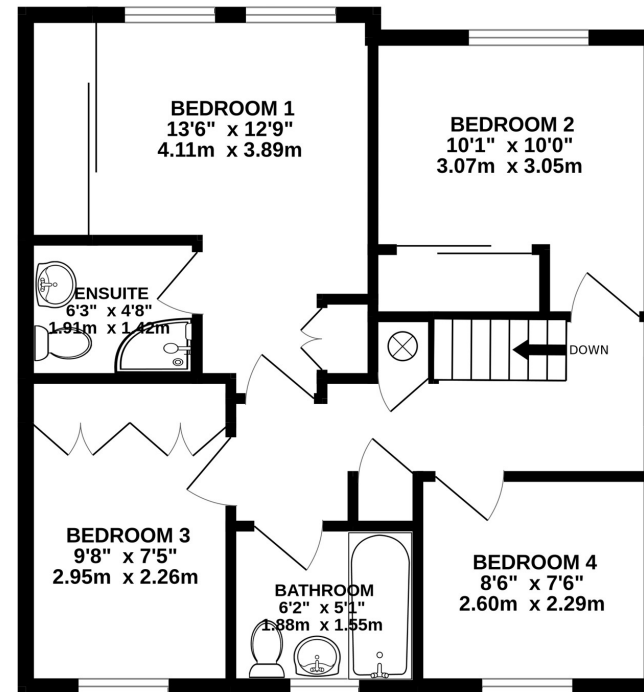 BEDROOM 1
13'6" x 12'9"
4.11m x 3.89m
BEDROOM 2
10'1" x 10'0"
3.07m x 3.05m
ENSUITE
6'3" x 4'8"
1.91m x 1.42m
DOWN
BEDROOM 3
9'8" x 7'5"
2.95m x 2.26m
BATHROOM
6'2" x 5'1"
1.88m x 1.55m
BEDROOM 4
8'6" x 7'6"
2.60m x 2.29m